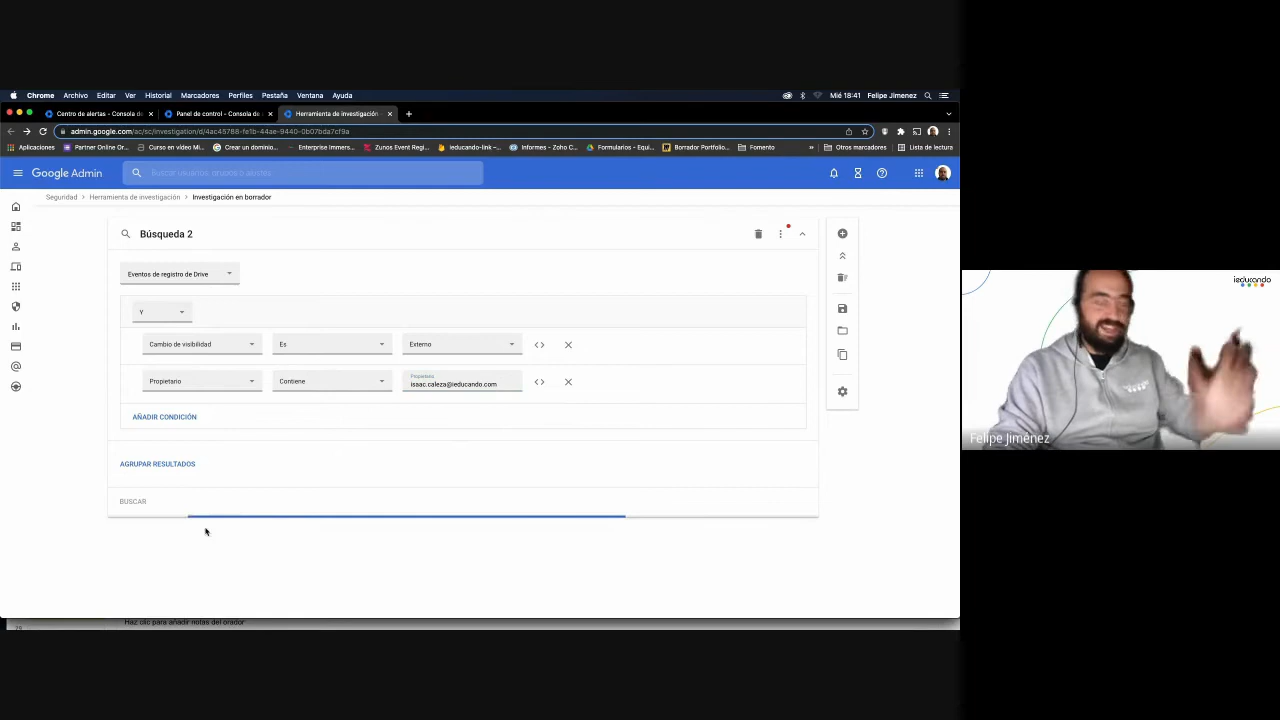 Chrome Archivo Editar Ver Historial Marcadores Perfiles Pestaña Ventana Ayuda Mié 18:41 Felipe Jimenez
Centro de alertas - Consola de Panel de control - Consola de Herramienta de investigación
admin.google.com/ac/sc/investigation/d/4ac45788-fe1b-44ae-9440-0b07bda7cf9a
Aplicaciones Partner Online Or... Curso en vídeo Mi... Crear un dominio... Enterprise Immers... Zunos Event Regi... ieducando-link –... Informes - Zoho C... Formularios - Equi... Borrador Portfolio... Fomento » Otros marcadores Lista de lectura
Google Admin Buscar usuarios, grupos o ajustes
Seguridad > Herramienta de investigación > Investigación en borrador
Búsqueda 2
Eventos de registro de Drive
Y
Cambio de visibilidad Es Externo
Propietario Contiene Propietario
isaac.caleza@ieducando.com
AÑADIR CONDICIÓN
AGRUPAR RESULTADOS
BUSCAR
29 Haz clic para añadir notas del orador
ieducando
Felipe Jiménez